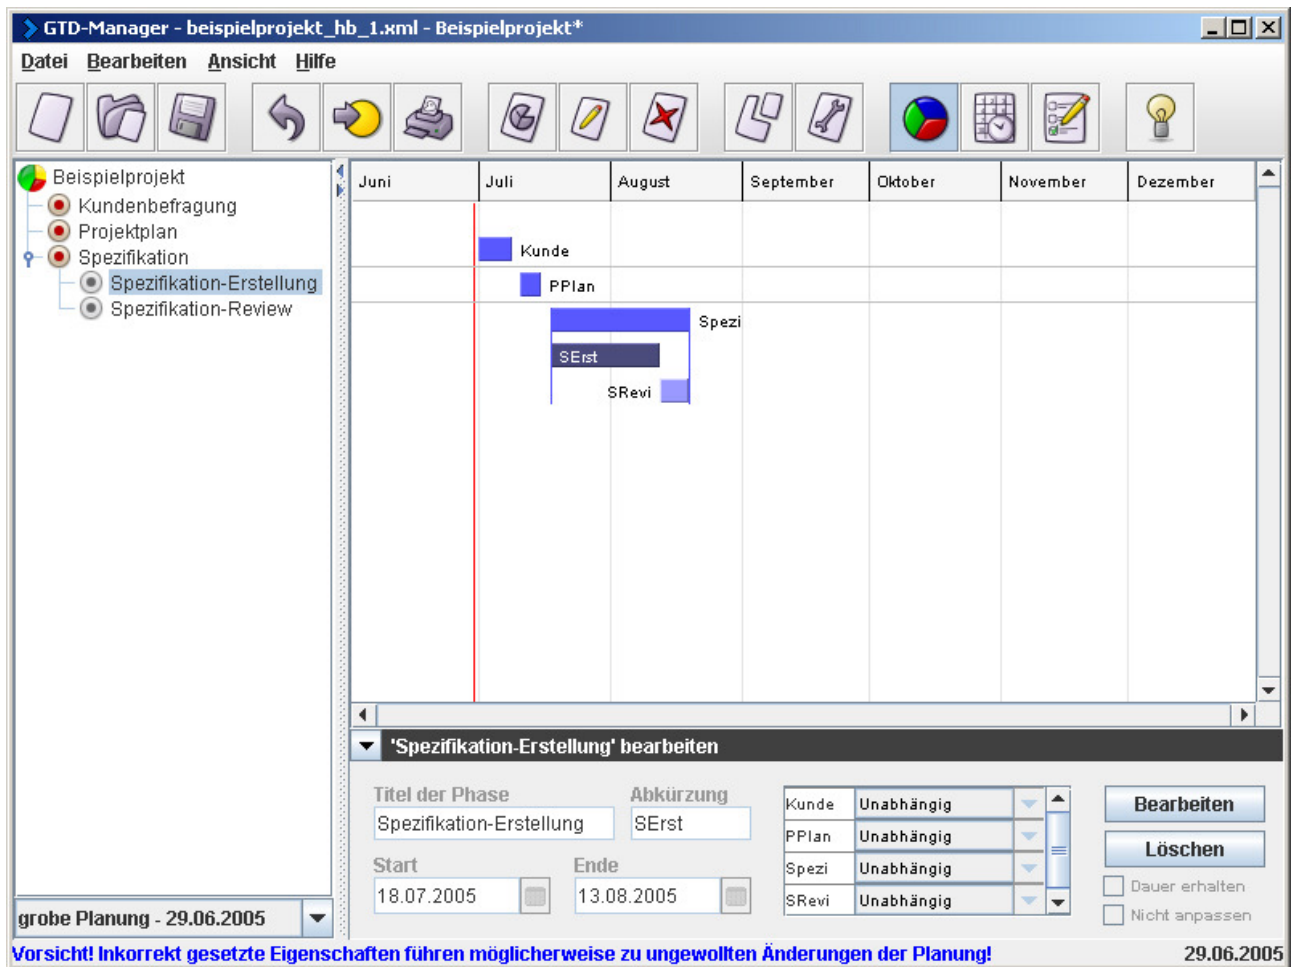 GTD-Manager - beispielprojekt_hb_1.xml - Beispielprojekt*
Datei Bearbeiten Ansicht Hilfe
Beispielprojekt
Kundenbefragung
Projektplan
Spezifikation
Spezifikation-Erstellung
Spezifikation-Review
grobe Planung - 29.06.2005
Juni Juli August September Oktober November Dezember
Kunde
PPlan
Spezi
SErst
SRevi
'Spezifikation-Erstellung' bearbeiten
Titel der Phase Abkürzung
Spezifikation-Erstellung SErst
Start Ende
18.07.2005 13.08.2005
Kunde Unabhängig
PPlan Unabhängig
Spezi Unabhängig
SRevi Unabhängig
Bearbeiten
Löschen
Dauer erhalten
Nicht anpassen
Vorsicht! Inkorrekt gesetzte Eigenschaften führen möglicherweise zu ungewollten Änderungen der Planung! 29.06.2005